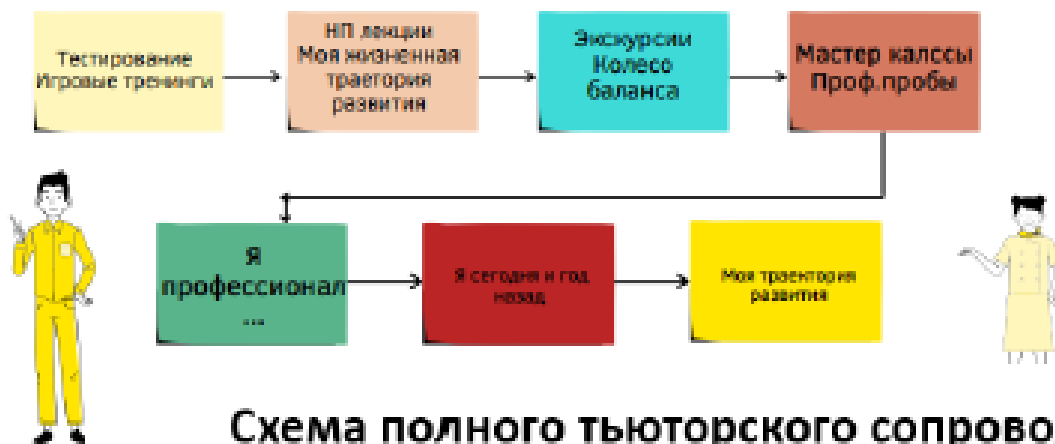 Тестирование
Игровые тренинги
НП лекции
Моя жизненная
траетория
развития
Экскурсии
Колесо
баланса
Мастер калссы
Проф.пробы
Я
профессионал
...
Я сегодня и год
назад
Моя траектория
развития
Схема полного тьюторского сопрово